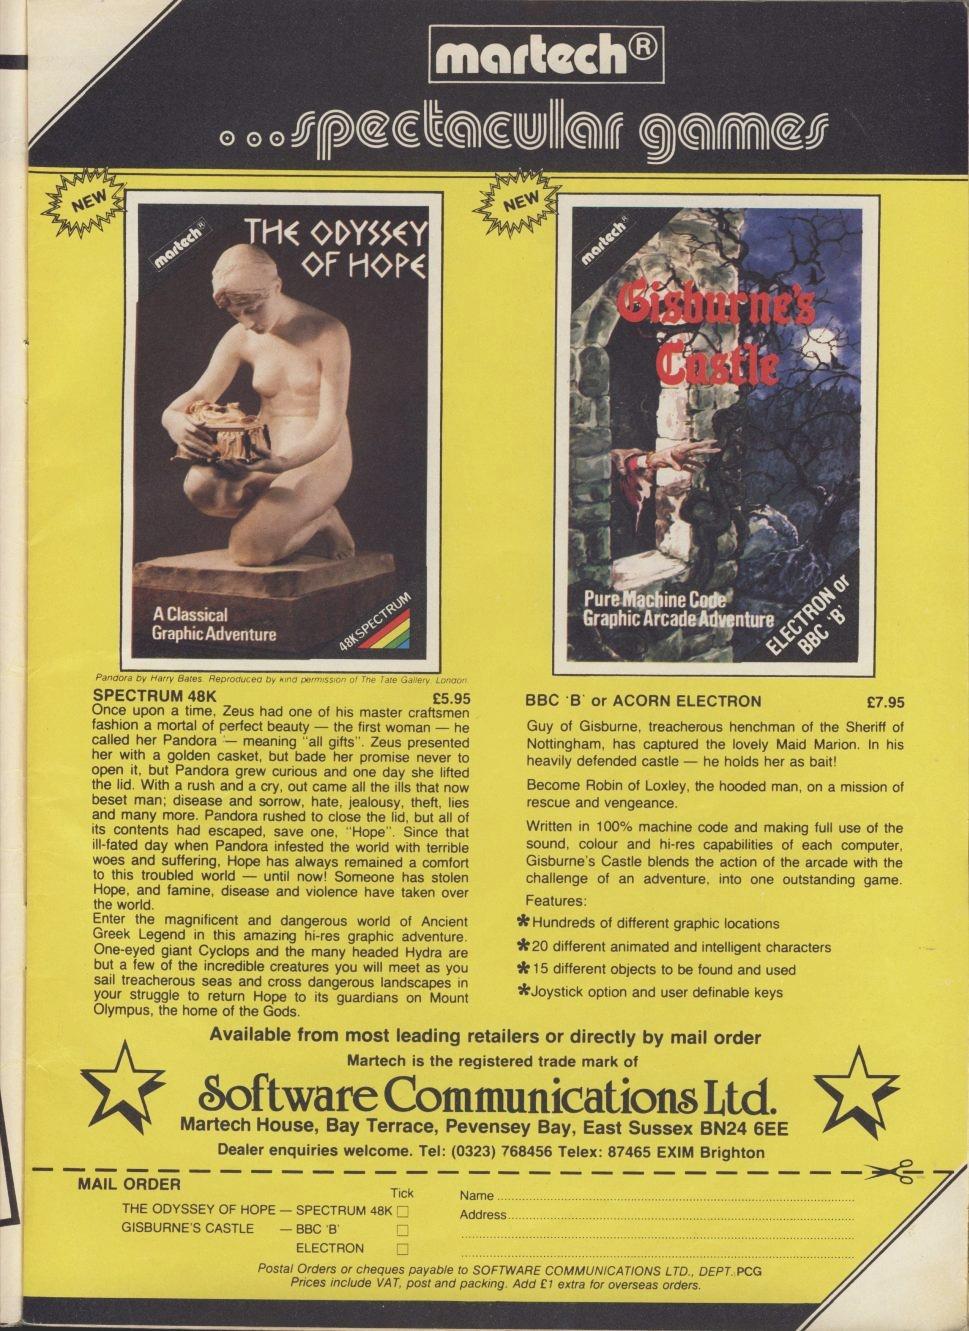 martech®
...spectacular games
NEW
martech®
THE ODYSSEY
OF HOPE
A Classical
Graphic Adventure
48K SPECTRUM
Pandora by Harry Bates. Reproduced by kind permission of The Tate Gallery. London.
SPECTRUM 48K £5.95
Once upon a time, Zeus had one of his master craftsmen
fashion a mortal of perfect beauty — the first woman — he
called her Pandora — meaning "all gifts". Zeus presented
her with a golden casket, but bade her promise never to
open it, but Pandora grew curious and one day she lifted
the lid. With a rush and a cry, out came all the ills that now
beset man; disease and sorrow, hate, jealousy, theft, lies
and many more. Pandora rushed to close the lid, but all of
its contents had escaped, save one, "Hope". Since that
ill-fated day when Pandora infested the world with terrible
woes and suffering, Hope has always remained a comfort
to this troubled world — until now! Someone has stolen
Hope, and famine, disease and violence have taken over
the world.
Enter the magnificent and dangerous world of Ancient
Greek Legend in this amazing hi-res graphic adventure.
One-eyed giant Cyclops and the many headed Hydra are
but a few of the incredible creatures you will meet as you
sail treacherous seas and cross dangerous landscapes in
your struggle to return Hope to its guardians on Mount
Olympus, the home of the Gods.
NEW
martech®
Gisburne's
Castle
Pure Machine Code
Graphic Arcade Adventure
ELECTRON or
BBC 'B'
BBC 'B' or ACORN ELECTRON £7.95
Guy of Gisburne, treacherous henchman of the Sheriff of
Nottingham, has captured the lovely Maid Marion. In his
heavily defended castle — he holds her as bait!
Become Robin of Loxley, the hooded man, on a mission of
rescue and vengeance.
Written in 100% machine code and making full use of the
sound, colour and hi-res capabilities of each computer,
Gisburne's Castle blends the action of the arcade with the
challenge of an adventure, into one outstanding game.
Features:
* Hundreds of different graphic locations
* 20 different animated and intelligent characters
* 15 different objects to be found and used
* Joystick option and user definable keys
Available from most leading retailers or directly by mail order
Martech is the registered trade mark of
Software Communications Ltd.
Martech House, Bay Terrace, Pevensey Bay, East Sussex BN24 6EE
Dealer enquiries welcome. Tel: (0323) 768456 Telex: 87465 EXIM Brighton
MAIL ORDER
Tick
THE ODYSSEY OF HOPE — SPECTRUM 48K
GISBURNE'S CASTLE — BBC 'B'
ELECTRON
Name
Address
Postal Orders or cheques payable to SOFTWARE COMMUNICATIONS LTD., DEPT. PCG
Prices include VAT, post and packing. Add £1 extra for overseas orders.